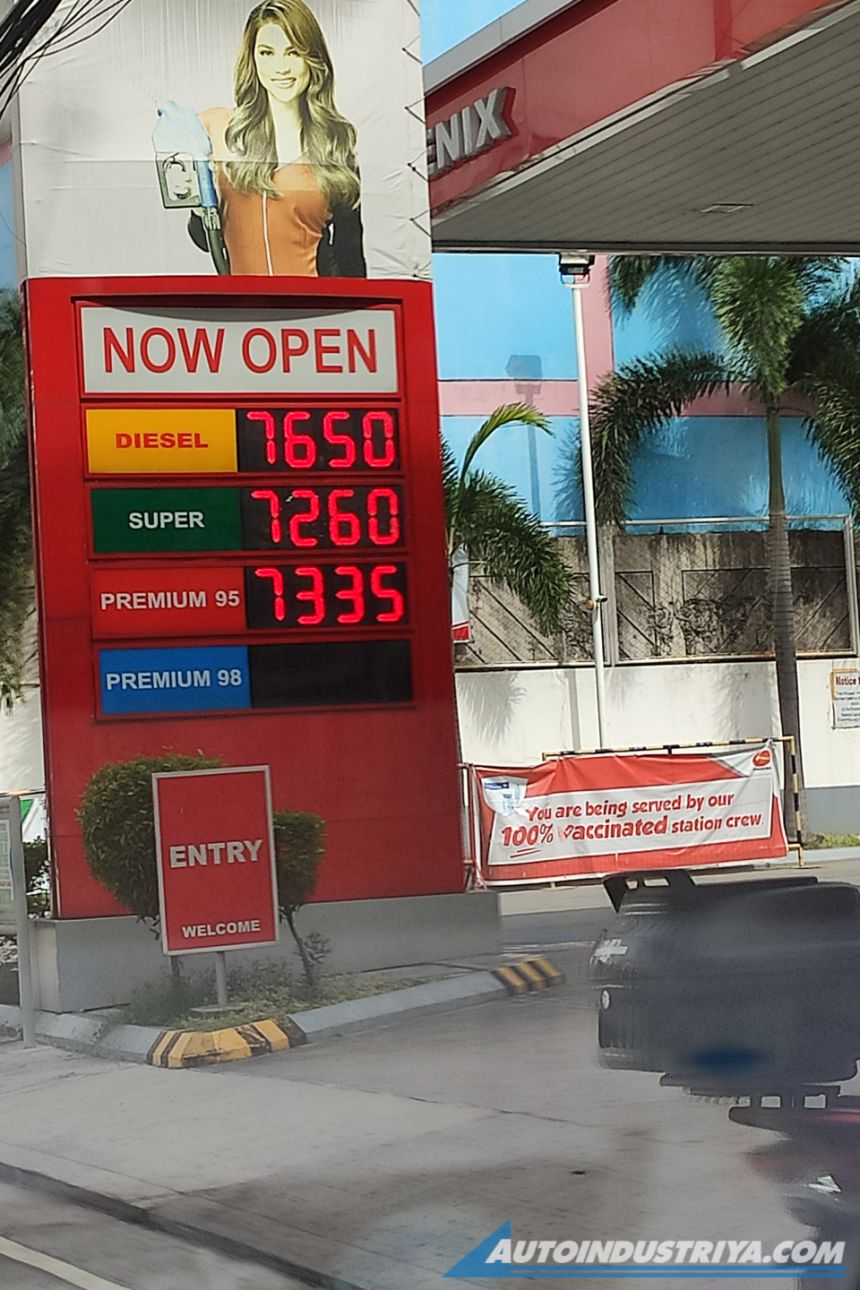 ENIX
NOW OPEN
DIESEL 7650
SUPER 7260
PREMIUM 95 7335
PREMIUM 98
Notice
You are being served by our
100% vaccinated station crew
ENTRY
WELCOME
AUTOINDUSTRIYA.COM